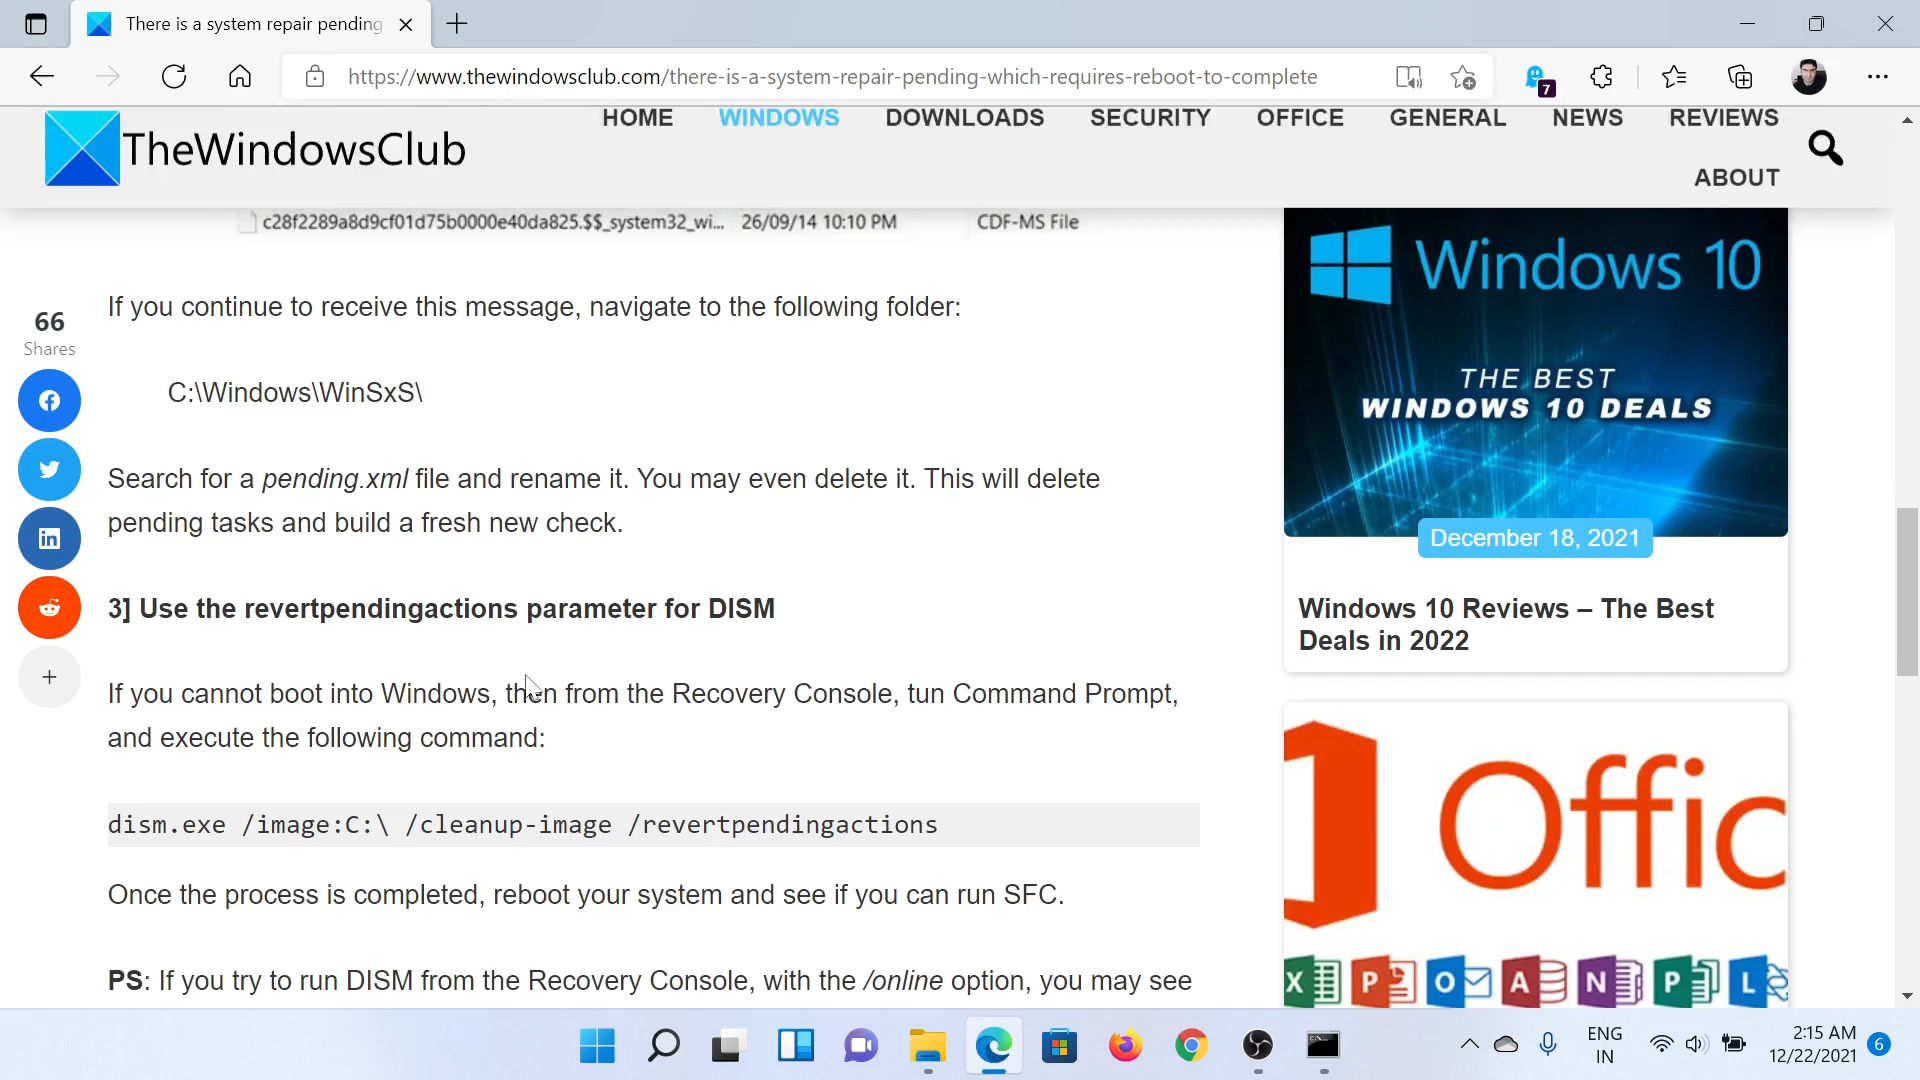 There is a system repair pending
https://www.thewindowsclub.com/there-is-a-system-repair-pending-which-requires-reboot-to-complete
7
TheWindowsClub
HOME WINDOWS DOWNLOADS SECURITY OFFICE GENERAL NEWS REVIEWS
ABOUT
c28f2289a8d9cf01d75b0000e40da825.$$_system32_wi... 26/09/14 10:10 PM CDF-MS File
66
Shares
If you continue to receive this message, navigate to the following folder:
C:\Windows\WinSxS\
Search for a pending.xml file and rename it. You may even delete it. This will delete
pending tasks and build a fresh new check.
3] Use the revertpendingactions parameter for DISM
If you cannot boot into Windows, then from the Recovery Console, tun Command Prompt,
and execute the following command:
dism.exe /image:C:\ /cleanup-image /revertpendingactions
Once the process is completed, reboot your system and see if you can run SFC.
PS: If you try to run DISM from the Recovery Console, with the /online option, you may see
Windows 10
THE BEST
WINDOWS 10 DEALS
December 18, 2021
Windows 10 Reviews – The Best
Deals in 2022
Offic
X P O A N P L
ENG
IN
2:15 AM
12/22/2021
6